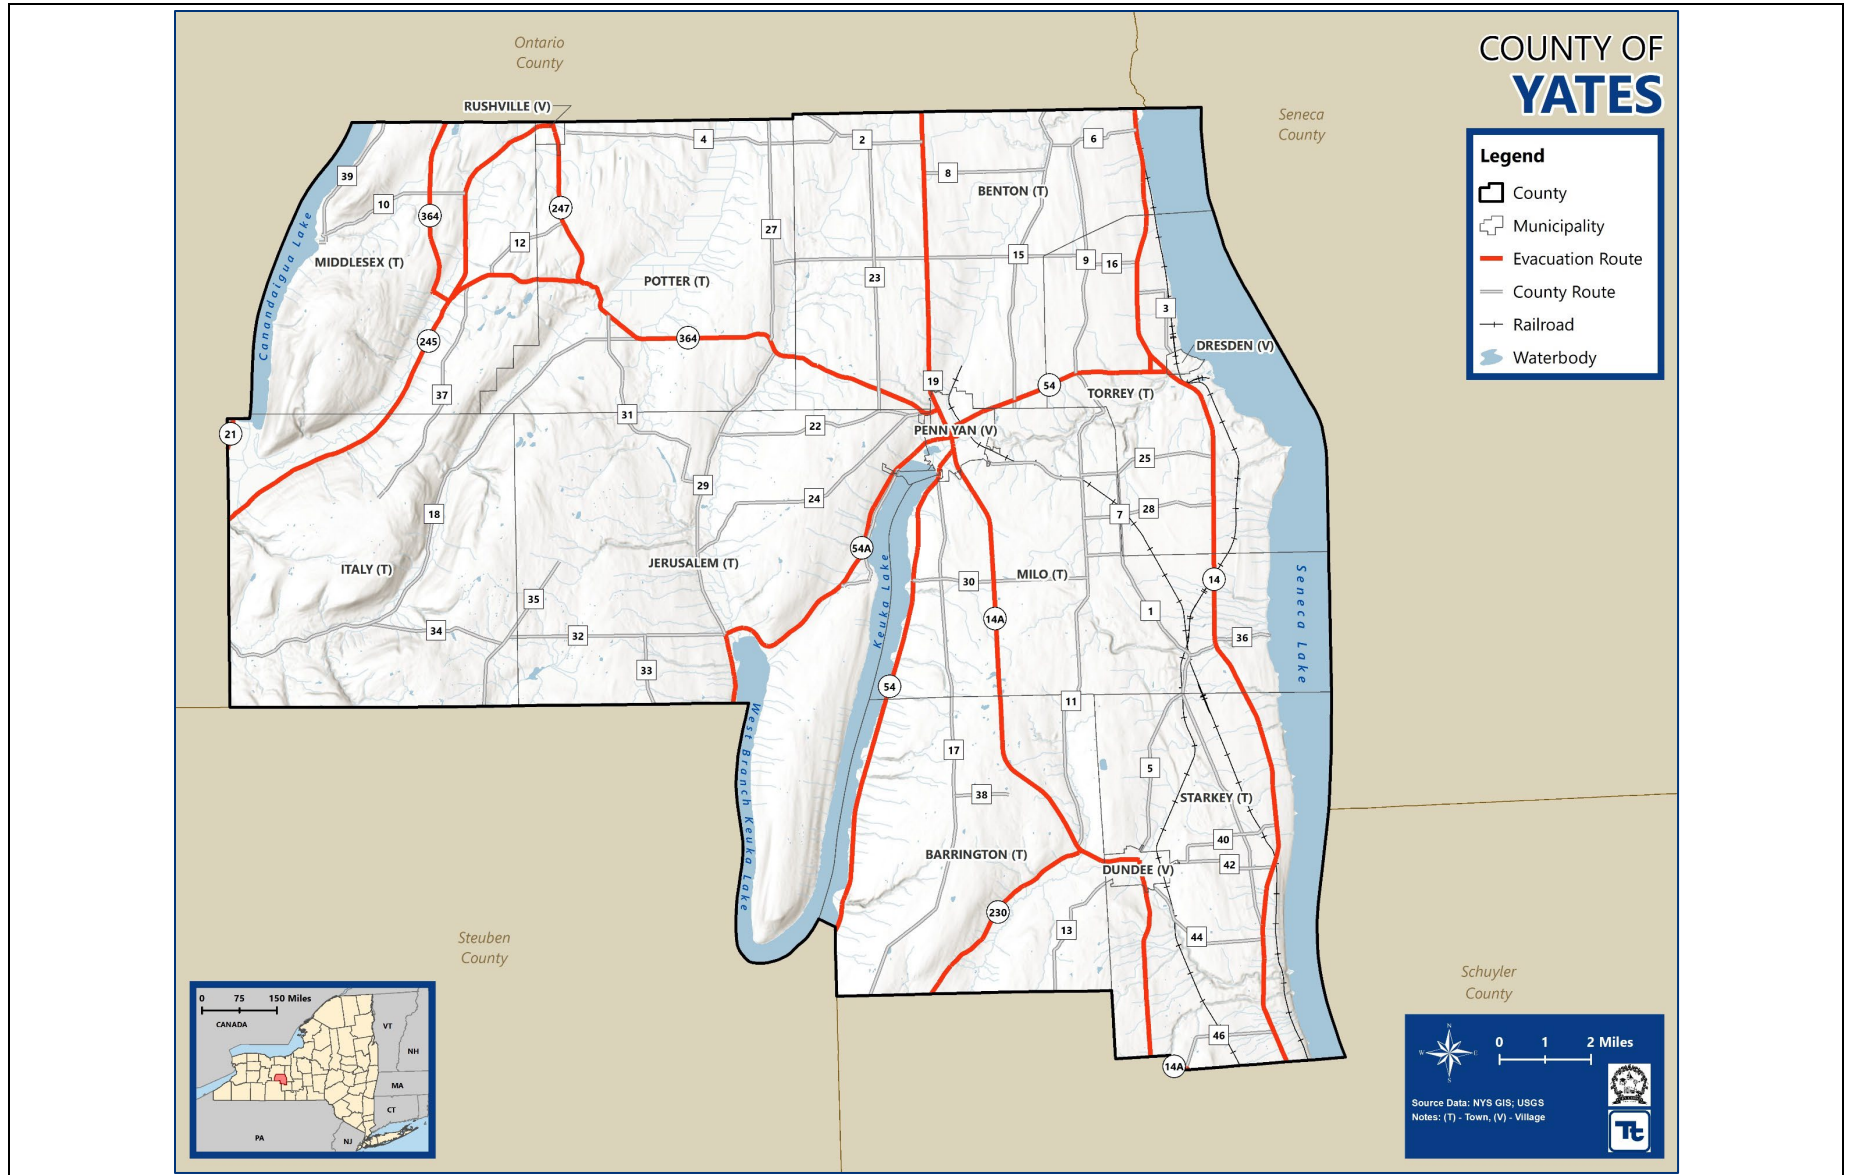 Ontario
County
COUNTY OF
YATES
Seneca
County
Legend
County
Municipality
Evacuation Route
County Route
Railroad
Waterbody
RUSHVILLE (V)
4
2
6
39
8
BENTON (T)
10
364
247
27
12
MIDDLESEX (T)
15
9
16
POTTER (T)
23
3
Canandaigua Lake
245
364
DRESDEN (V)
19
54
37
TORREY (T)
31
22
21
PENN YAN (V)
25
29
24
28
18
7
54A
ITALY (T)
JERUSALEM (T)
30
MILO (T)
14
35
Keuka Lake
Seneca Lake
1
14A
34
32
36
33
54
11
West Branch Keuka Lake
17
5
38
STARKEY (T)
40
BARRINGTON (T)
42
DUNDEE (V)
230
13
44
Steuben
County
Schuyler
County
46
14A
0 75 150 Miles
CANADA
VT
NH
MA
CT
PA
NJ
N
W
E
S
0 1 2 Miles
Source Data: NYS GIS; USGS
Notes: (T) - Town, (V) - Village
Tt